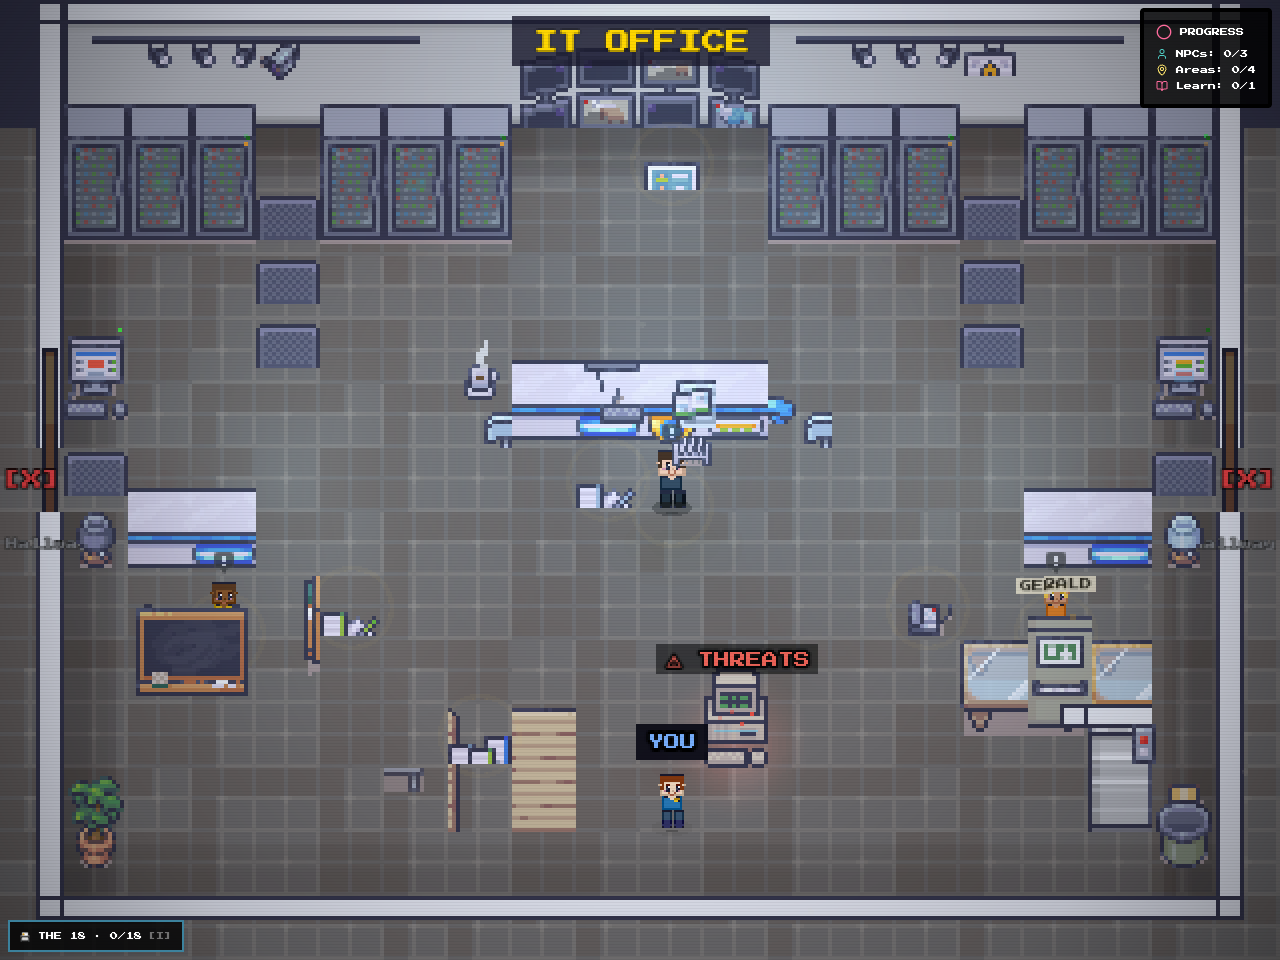 IT OFFICE
PROGRESS
NPCs: 0/3
Areas: 0/4
Learn: 0/1
[X]
[X]
GERALD
THREATS
YOU
THE 18 · 0/18 [I]